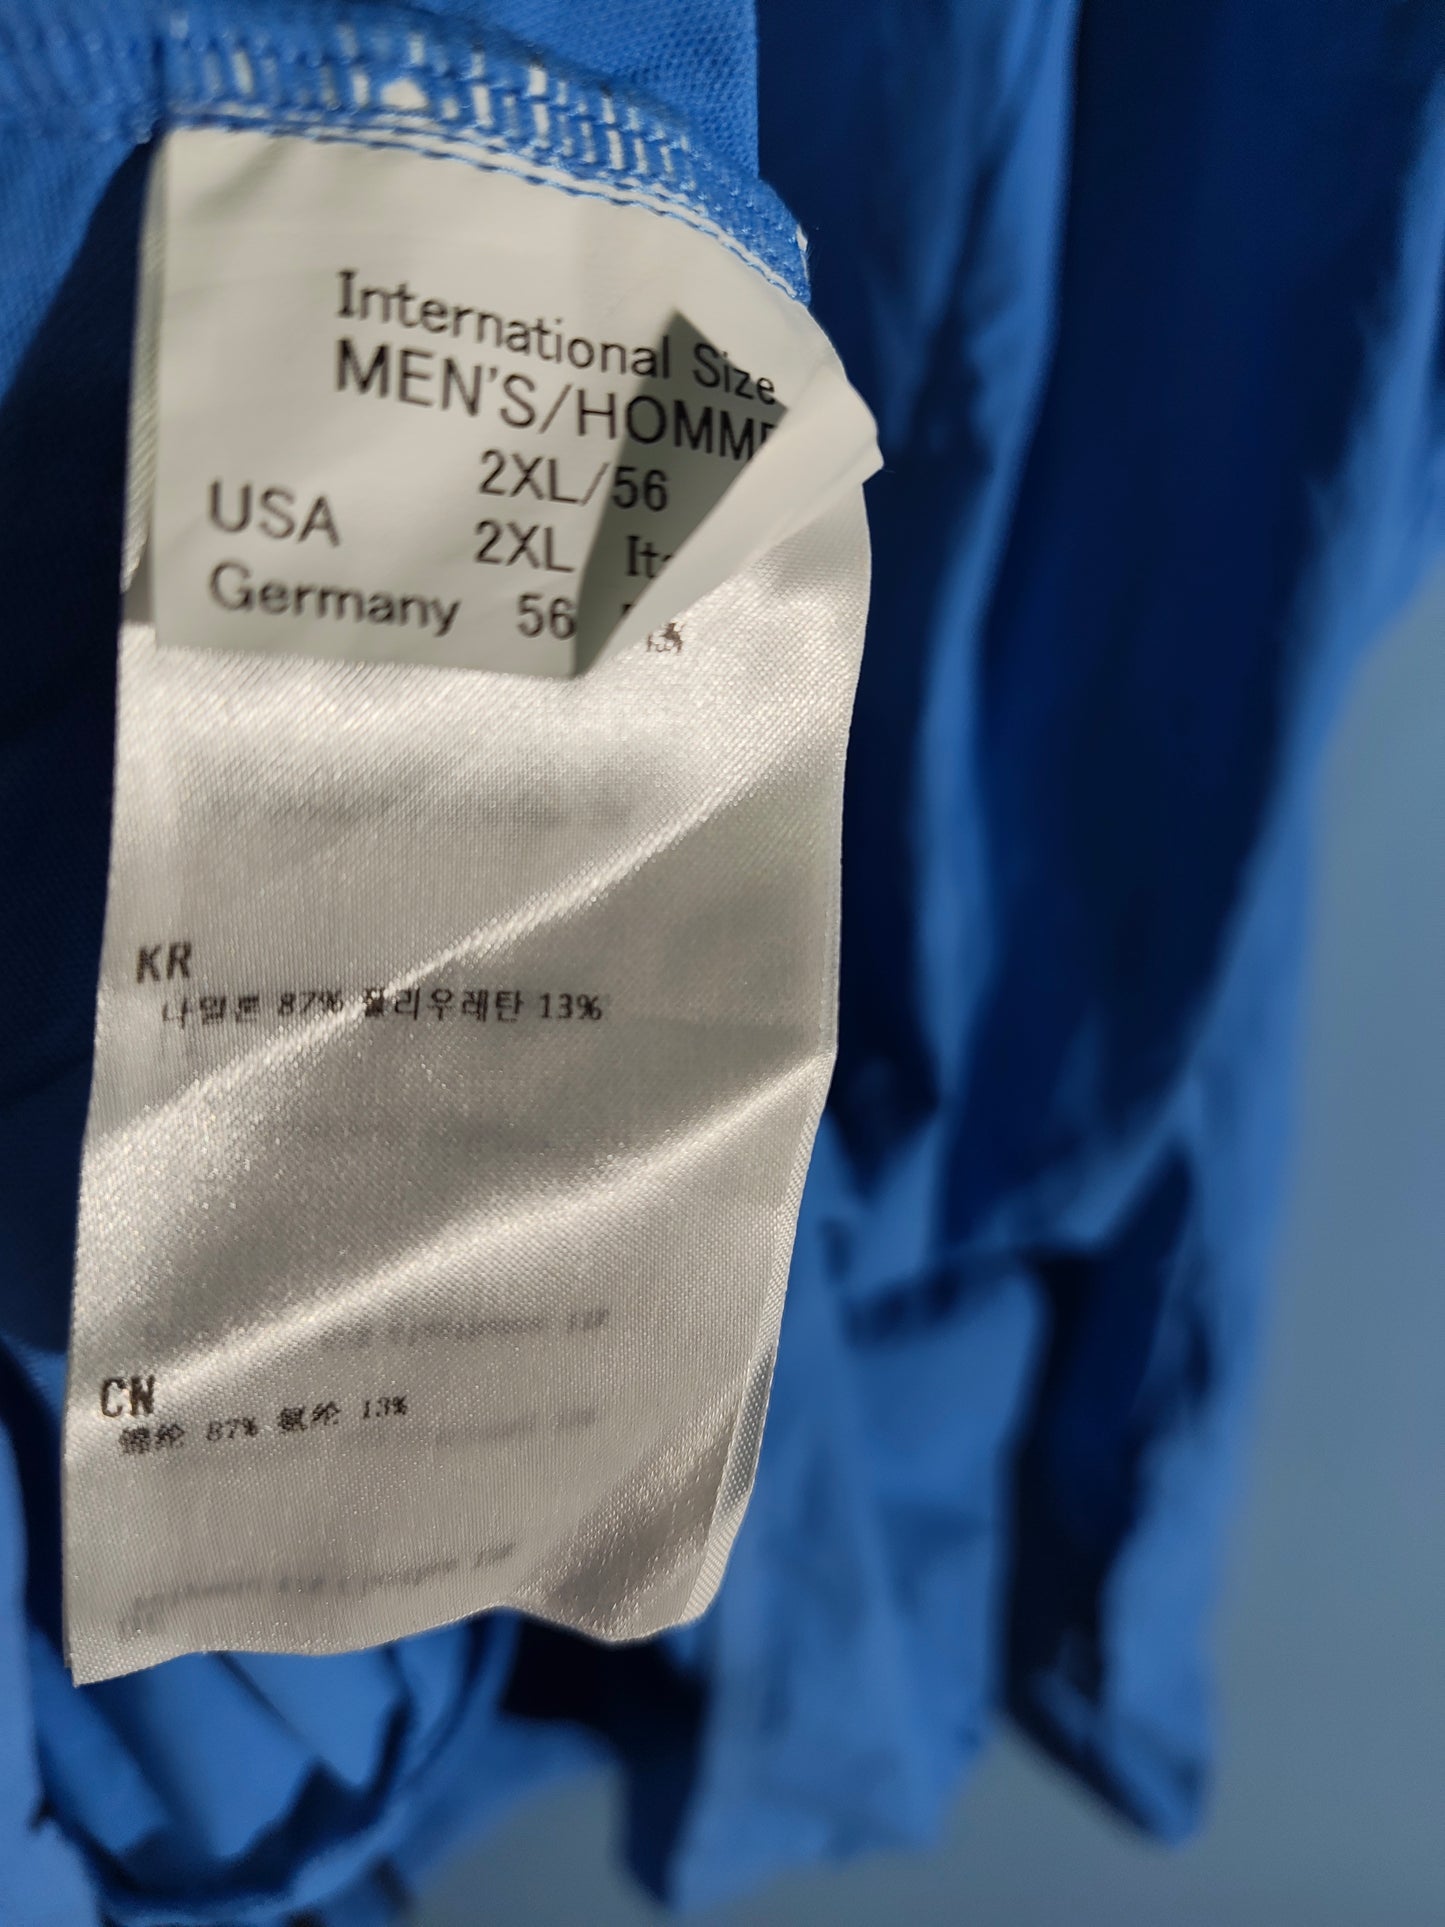 International Size
MEN'S/HOMME
2XL/56
USA 2XL
Germany 56
KR
나일론 87% 폴리우레탄 13%
CN
锦纶 87% 氨纶 13%